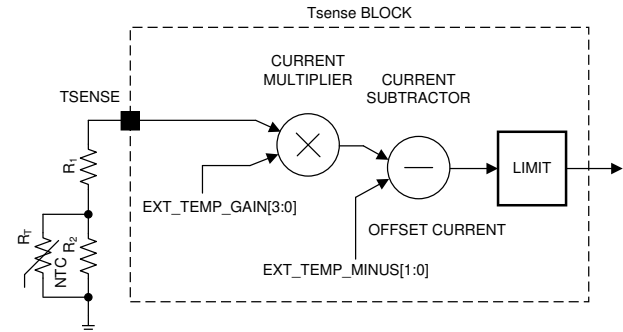 Tsense BLOCK
CURRENT
MULTIPLIER
CURRENT
SUBTRACTOR
TSENSE
R1
LIMIT
EXT_TEMP_GAIN[3:0]
RT
NTC
R2
OFFSET CURRENT
EXT_TEMP_MINUS[1:0]